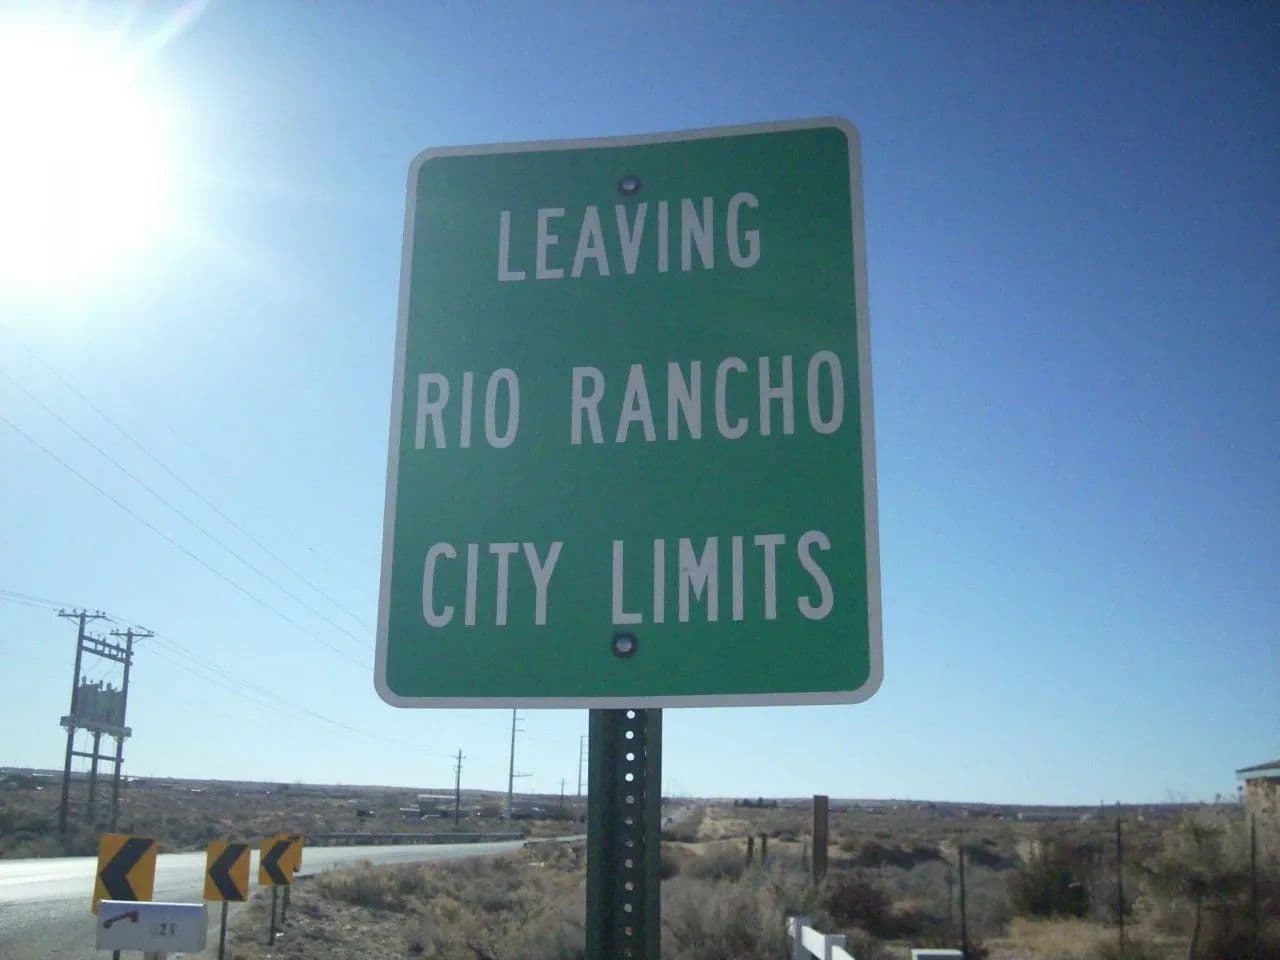 LEAVING
RIO RANCHO
CITY LIMITS